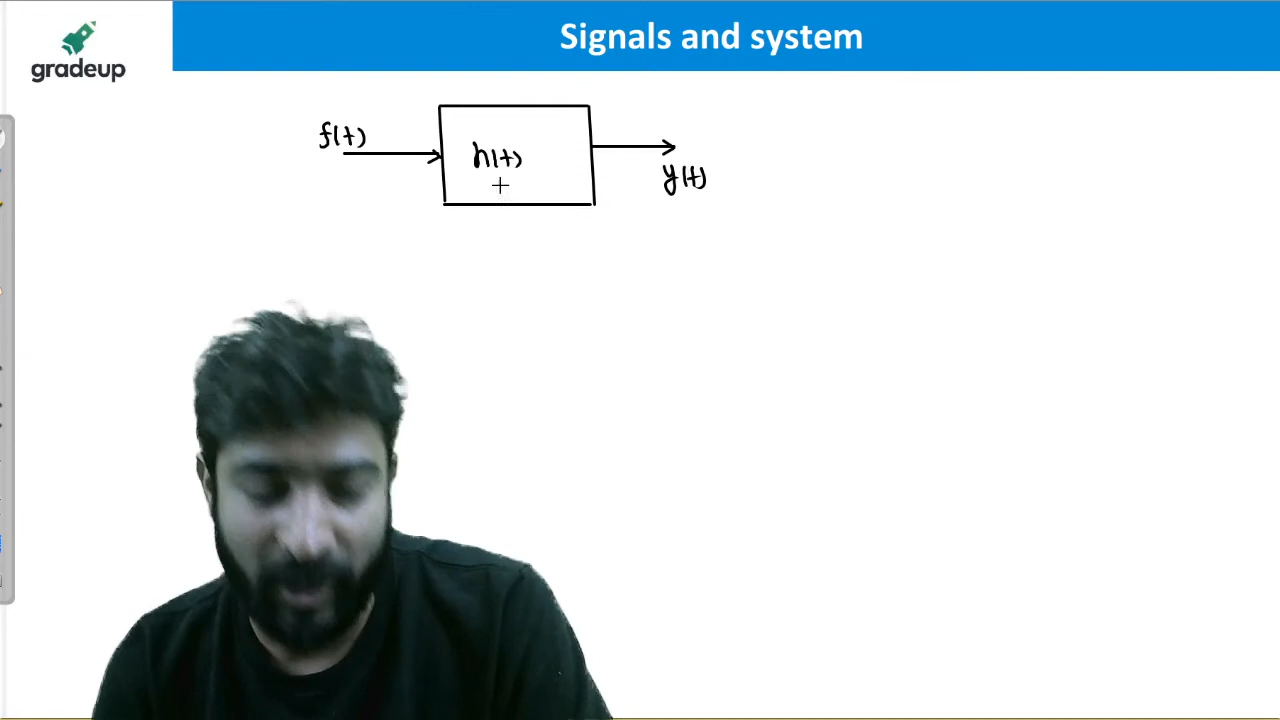 Signals and system
gradeup
f(t)
h(t)
y(t)